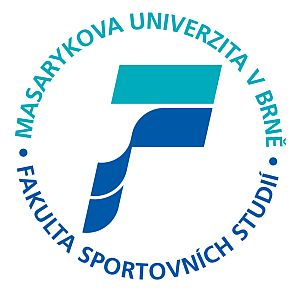 MASARYKOVA UNIVERZITA V BRNĚ
FAKULTA SPORTOVNÍCH STUDIÍ